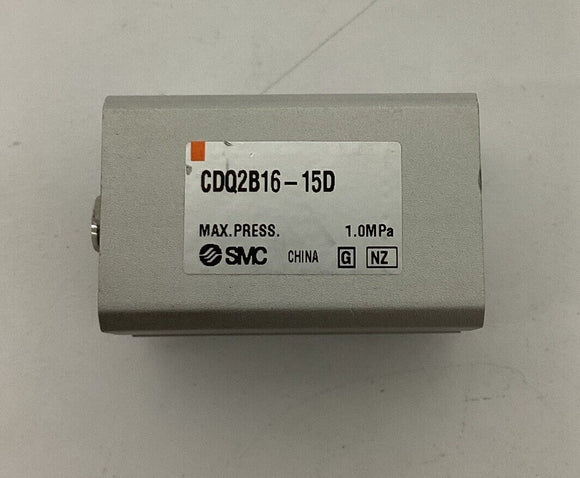 CDQ2B16-15D
MAX.PRESS. 1.0MPa
SMC CHINA G NZ